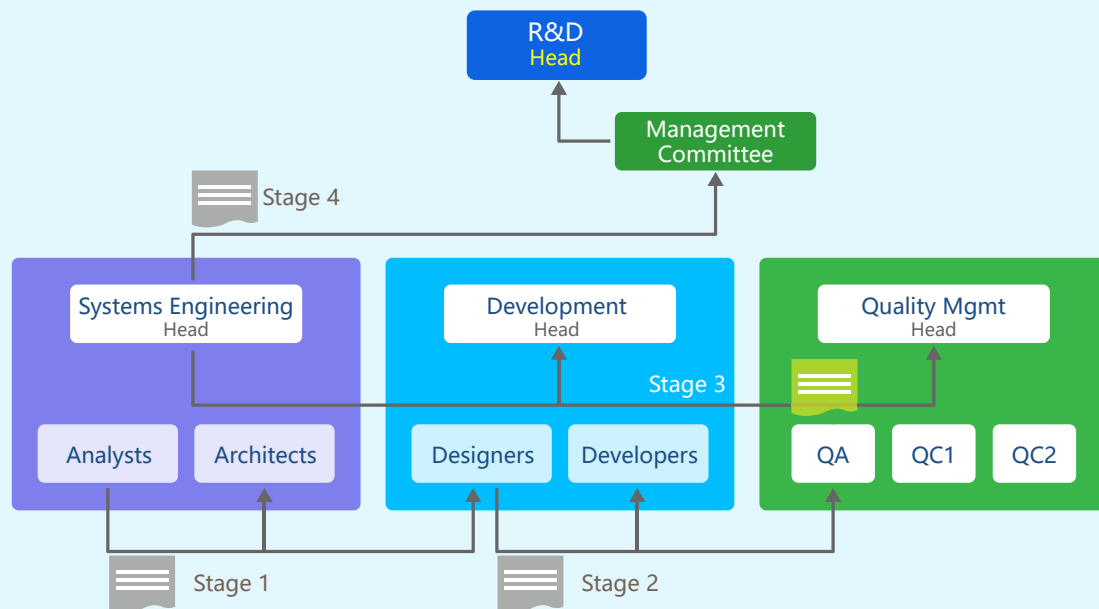 R&D
Head
Management
Committee
Stage 4
Systems Engineering
Head
Development
Head
Quality Mgmt
Head
Stage 3
Analysts
Architects
Designers
Developers
QA
QC1
QC2
Stage 1
Stage 2